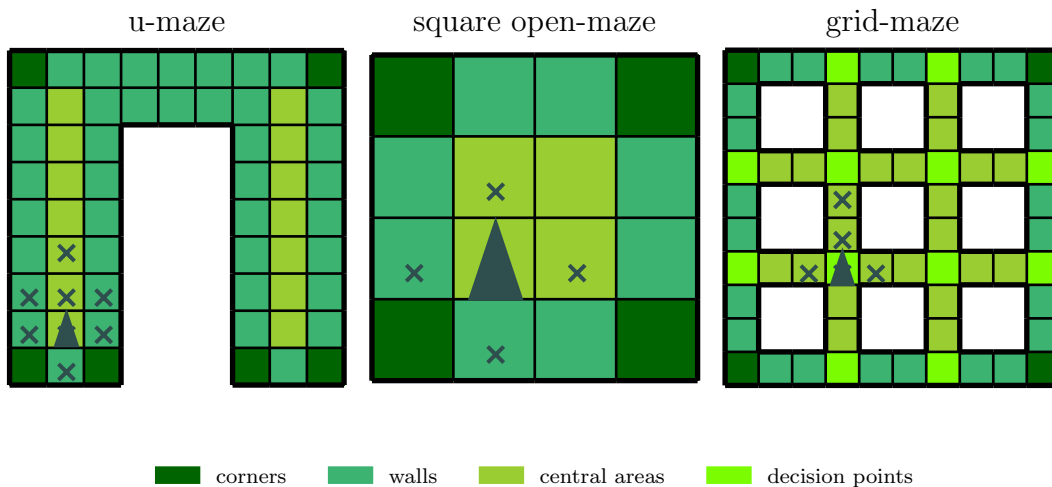 u-maze
square open-maze
grid-maze
corners
walls
central areas
decision points